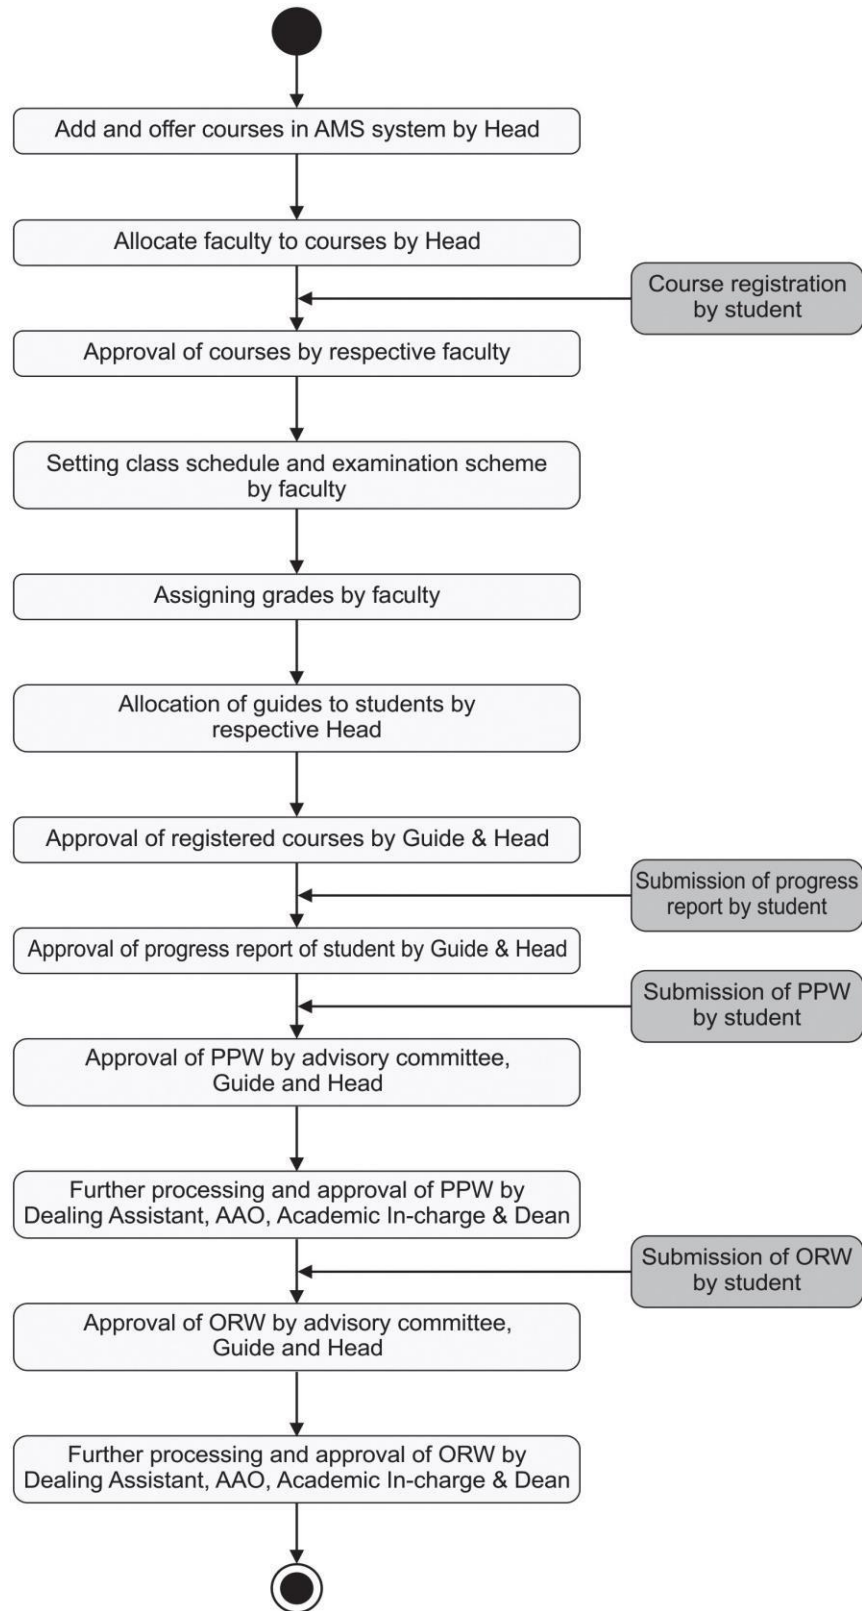 Add and offer courses in AMS system by Head
Allocate faculty to courses by Head
Course registration
by student
Approval of courses by respective faculty
Setting class schedule and examination scheme
by faculty
Assigning grades by faculty
Allocation of guides to students by
respective Head
Approval of registered courses by Guide & Head
Submission of progress
report by student
Approval of progress report of student by Guide & Head
Submission of PPW
by student
Approval of PPW by advisory committee,
Guide and Head
Further processing and approval of PPW by
Dealing Assistant, AAO, Academic In-charge & Dean
Submission of ORW
by student
Approval of ORW by advisory committee,
Guide and Head
Further processing and approval of ORW by
Dealing Assistant, AAO, Academic In-charge & Dean